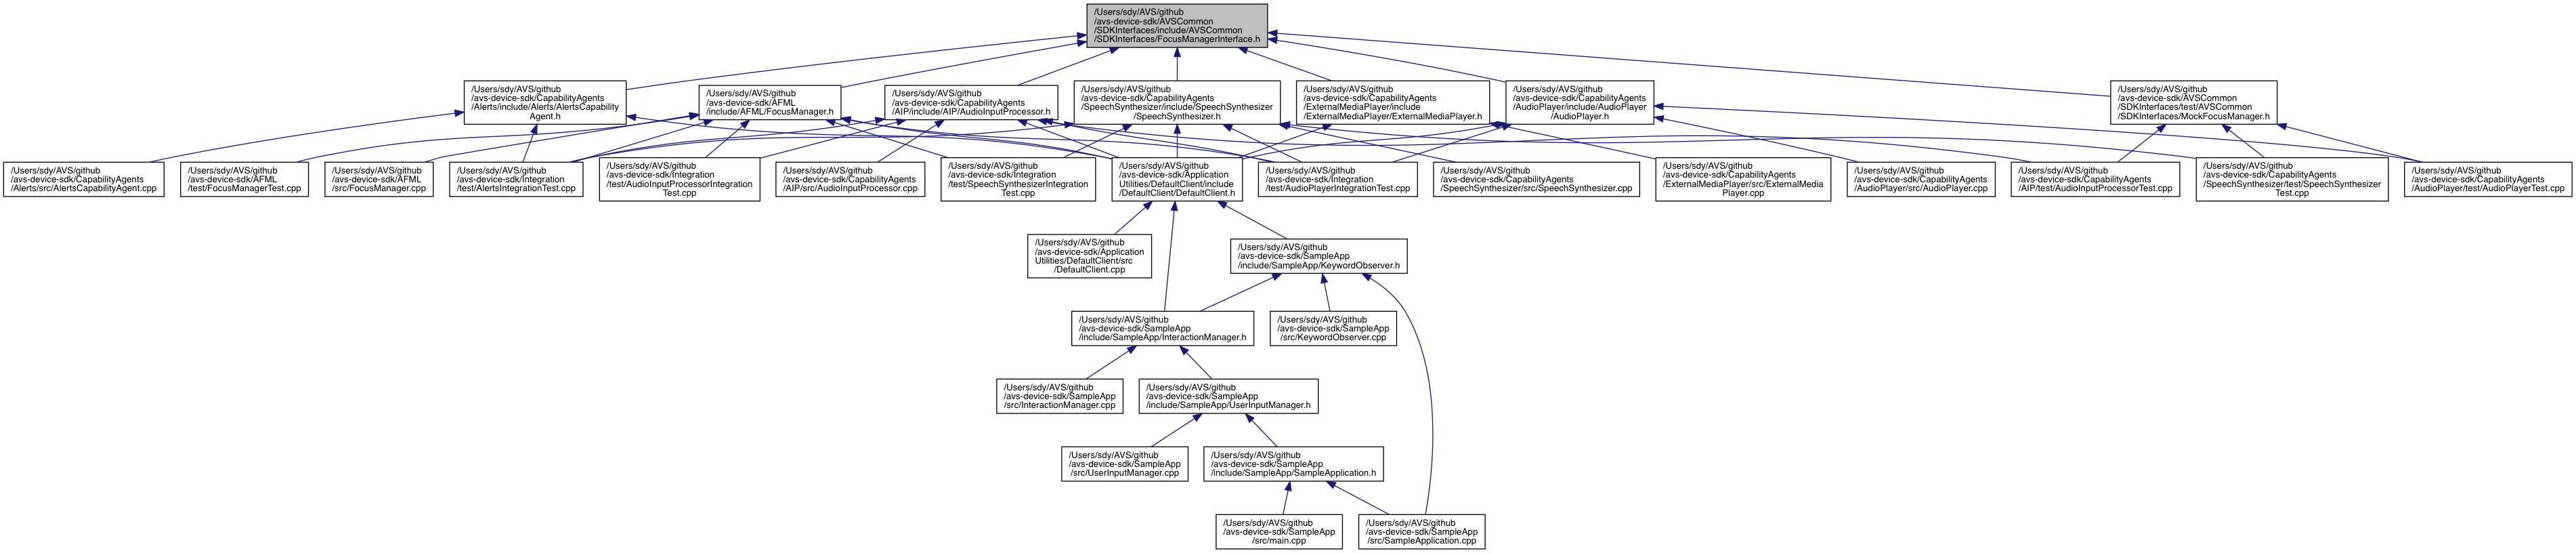 /Users/sdy/AVS/github
/avs-device-sdk/AVSCommon
/SDKInterfaces/include/AVSCommon
/SDKInterfaces/FocusManagerInterface.h
/Users/sdy/AVS/github
/avs-device-sdk/CapabilityAgents
/Alerts/include/Alerts/AlertsCapability
Agent.h
/Users/sdy/AVS/github
/avs-device-sdk/AFML
/include/AFML/FocusManager.h
/Users/sdy/AVS/github
/avs-device-sdk/CapabilityAgents
/AIP/include/AIP/AudioInputProcessor.h
/Users/sdy/AVS/github
/avs-device-sdk/CapabilityAgents
/SpeechSynthesizer/include/SpeechSynthesizer
/SpeechSynthesizer.h
/Users/sdy/AVS/github
/avs-device-sdk/CapabilityAgents
/ExternalMediaPlayer/include
/ExternalMediaPlayer/ExternalMediaPlayer.h
/Users/sdy/AVS/github
/avs-device-sdk/CapabilityAgents
/AudioPlayer/include/AudioPlayer
/AudioPlayer.h
/Users/sdy/AVS/github
/avs-device-sdk/AVSCommon
/SDKInterfaces/test/AVSCommon
/SDKInterfaces/MockFocusManager.h
/Users/sdy/AVS/github
/avs-device-sdk/CapabilityAgents
/Alerts/src/AlertsCapabilityAgent.cpp
/Users/sdy/AVS/github
/avs-device-sdk/AFML
/test/FocusManagerTest.cpp
/Users/sdy/AVS/github
/avs-device-sdk/AFML
/src/FocusManager.cpp
/Users/sdy/AVS/github
/avs-device-sdk/Integration
/test/AlertsIntegrationTest.cpp
/Users/sdy/AVS/github
/avs-device-sdk/Integration
/test/AudioInputProcessorIntegration
Test.cpp
/Users/sdy/AVS/github
/avs-device-sdk/CapabilityAgents
/AIP/src/AudioInputProcessor.cpp
/Users/sdy/AVS/github
/avs-device-sdk/Integration
/test/SpeechSynthesizerIntegration
Test.cpp
/Users/sdy/AVS/github
/avs-device-sdk/Application
Utilities/DefaultClient/include
/DefaultClient/DefaultClient.h
/Users/sdy/AVS/github
/avs-device-sdk/Integration
/test/AudioPlayerIntegrationTest.cpp
/Users/sdy/AVS/github
/avs-device-sdk/CapabilityAgents
/SpeechSynthesizer/src/SpeechSynthesizer.cpp
/Users/sdy/AVS/github
/avs-device-sdk/CapabilityAgents
/ExternalMediaPlayer/src/ExternalMedia
Player.cpp
/Users/sdy/AVS/github
/avs-device-sdk/CapabilityAgents
/AudioPlayer/src/AudioPlayer.cpp
/Users/sdy/AVS/github
/avs-device-sdk/CapabilityAgents
/AIP/test/AudioInputProcessorTest.cpp
/Users/sdy/AVS/github
/avs-device-sdk/CapabilityAgents
/SpeechSynthesizer/test/SpeechSynthesizer
Test.cpp
/Users/sdy/AVS/github
/avs-device-sdk/CapabilityAgents
/AudioPlayer/test/AudioPlayerTest.cpp
/Users/sdy/AVS/github
/avs-device-sdk/Application
Utilities/DefaultClient/src
/DefaultClient.cpp
/Users/sdy/AVS/github
/avs-device-sdk/SampleApp
/include/SampleApp/KeywordObserver.h
/Users/sdy/AVS/github
/avs-device-sdk/SampleApp
/include/SampleApp/InteractionManager.h
/Users/sdy/AVS/github
/avs-device-sdk/SampleApp
/src/KeywordObserver.cpp
/Users/sdy/AVS/github
/avs-device-sdk/SampleApp
/src/InteractionManager.cpp
/Users/sdy/AVS/github
/avs-device-sdk/SampleApp
/include/SampleApp/UserInputManager.h
/Users/sdy/AVS/github
/avs-device-sdk/SampleApp
/src/UserInputManager.cpp
/Users/sdy/AVS/github
/avs-device-sdk/SampleApp
/include/SampleApp/SampleApplication.h
/Users/sdy/AVS/github
/avs-device-sdk/SampleApp
/src/main.cpp
/Users/sdy/AVS/github
/avs-device-sdk/SampleApp
/src/SampleApplication.cpp